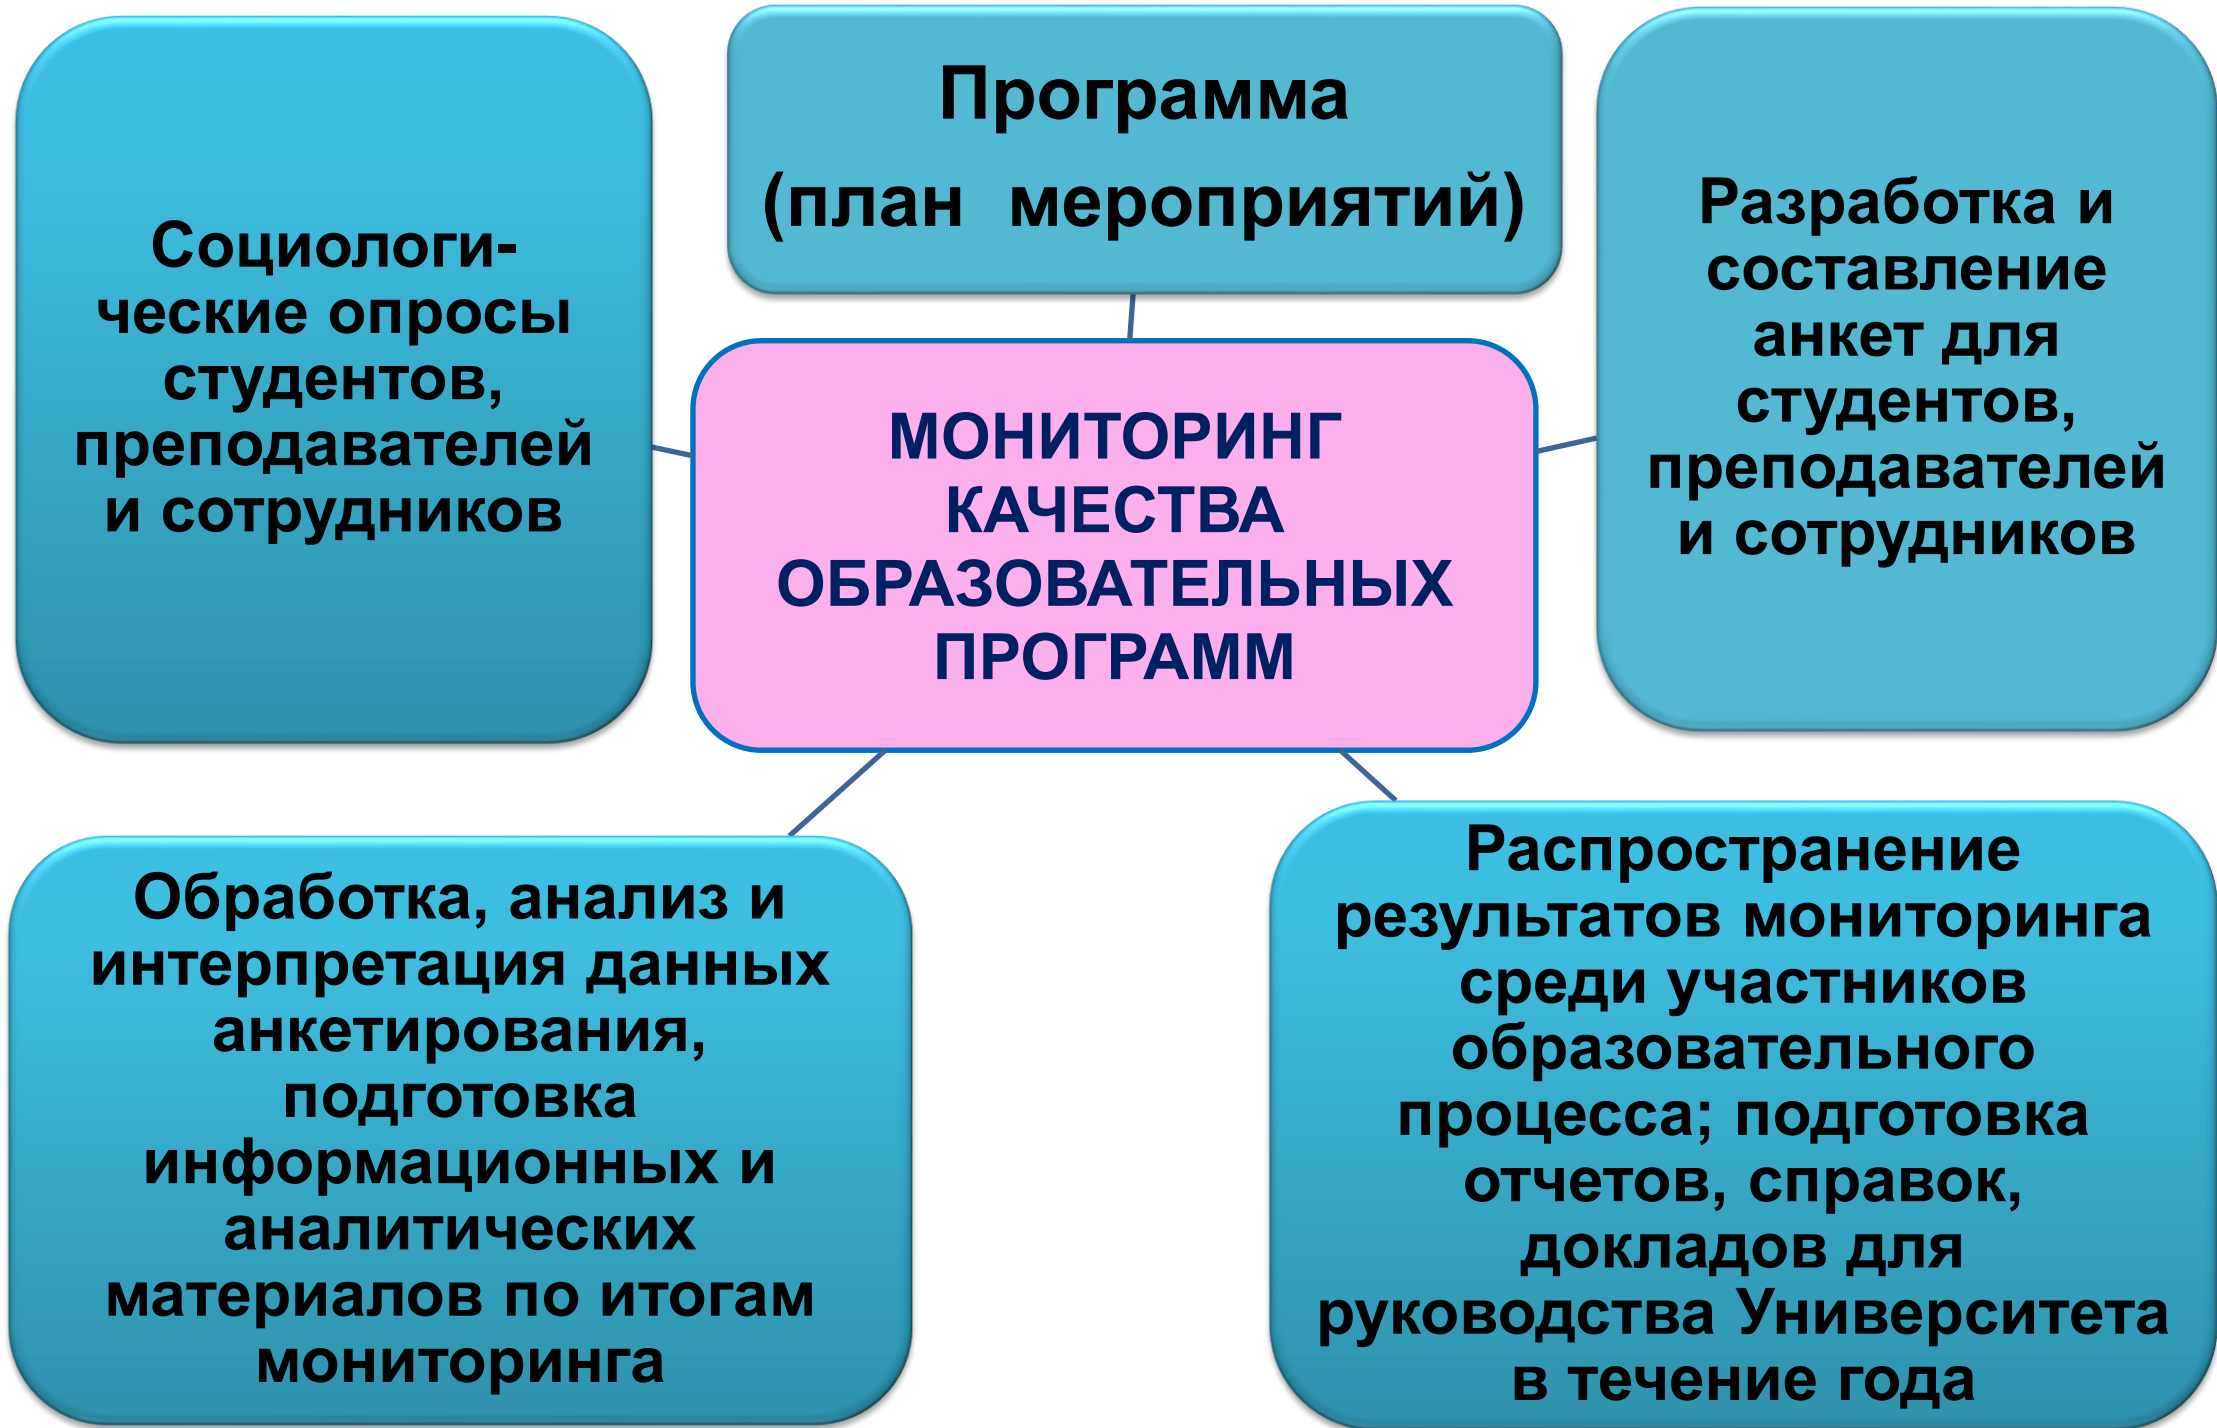 Программа
(план мероприятий)
Социологи-
ческие опросы
студентов,
преподавателей
и сотрудников
МОНИТОРИНГ
КАЧЕСТВА
ОБРАЗОВАТЕЛЬНЫХ
ПРОГРАММ
Разработка и
составление
анкет для
студентов,
преподавателей
и сотрудников
Обработка, анализ и
интерпретация данных
анкетирования,
подготовка
информационных и
аналитических
материалов по итогам
мониторинга
Распространение
результатов мониторинга
среди участников
образовательного
процесса; подготовка
отчетов, справок,
докладов для
руководства Университета
в течение года